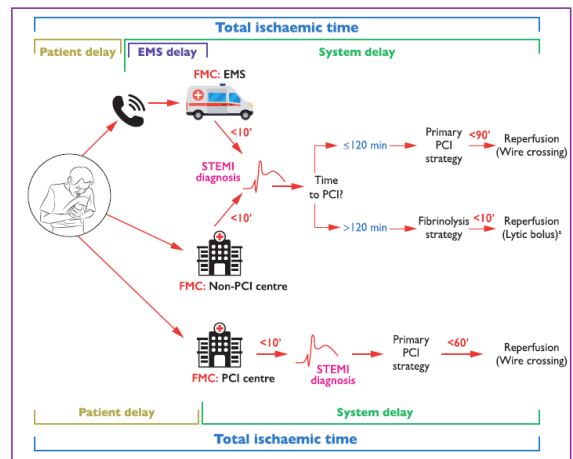 Total ischaemic time
Patient delay
EMS delay
System delay
FMC: EMS
<10'
STEMI
diagnosis
<10'
FMC: Non-PCI centre
Time
to PCI?
≤120 min
Primary
PCI
strategy
<90'
Reperfusion
(Wire crossing)
>120 min
Fibrinolysis
strategy
<10'
Reperfusion
(Lytic bolus)ᵃ
FMC: PCI centre
<10'
STEMI
diagnosis
Primary
PCI
strategy
<60'
Reperfusion
(Wire crossing)
Patient delay
System delay
Total ischaemic time